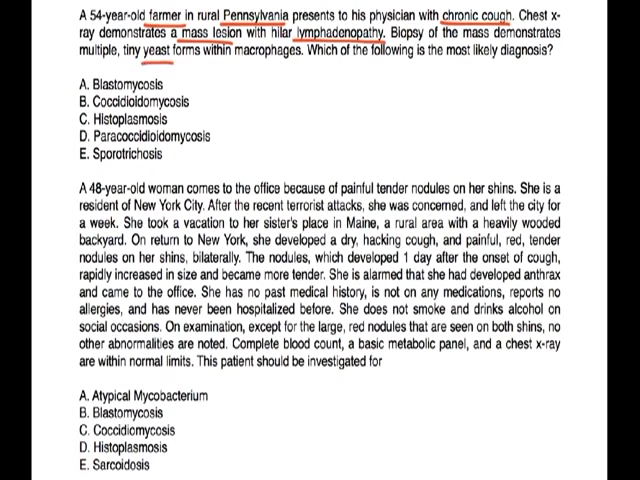 A 54-year-old farmer in rural Pennsylvania presents to his physician with chronic cough. Chest x-
ray demonstrates a mass lesion with hilar lymphadenopathy. Biopsy of the mass demonstrates
multiple, tiny yeast forms within macrophages. Which of the following is the most likely diagnosis?
A. Blastomycosis
B. Coccidioidomycosis
C. Histoplasmosis
D. Paracoccidioidomycosis
E. Sporotrichosis
A 48-year-old woman comes to the office because of painful tender nodules on her shins. She is a
resident of New York City. After the recent terrorist attacks, she was concerned, and left the city for
a week. She took a vacation to her sister's place in Maine, a rural area with a heavily wooded
backyard. On return to New York, she developed a dry, hacking cough, and painful, red, tender
nodules on her shins, bilaterally. The nodules, which developed 1 day after the onset of cough,
rapidly increased in size and became more tender. She is alarmed that she had developed anthrax
and came to the office. She has no past medical history, is not on any medications, reports no
allergies, and has never been hospitalized before. She does not smoke and drinks alcohol on
social occasions. On examination, except for the large, red nodules that are seen on both shins, no
other abnormalities are noted. Complete blood count, a basic metabolic panel, and a chest x-ray
are within normal limits. This patient should be investigated for
A. Atypical Mycobacterium
B. Blastomycosis
C. Coccidiomycosis
D. Histoplasmosis
E. Sarcoidosis